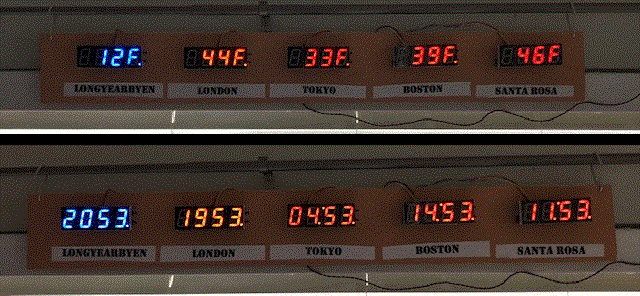 12F. 44F. 33F. 39F. 46F
LONGYEARBYEN LONDON TOKYO BOSTON SANTA ROSA
2053. 1953. 04:53. 14:53. 11:53.
LONGYEARBYEN LONDON TOKYO BOSTON SANTA ROSA